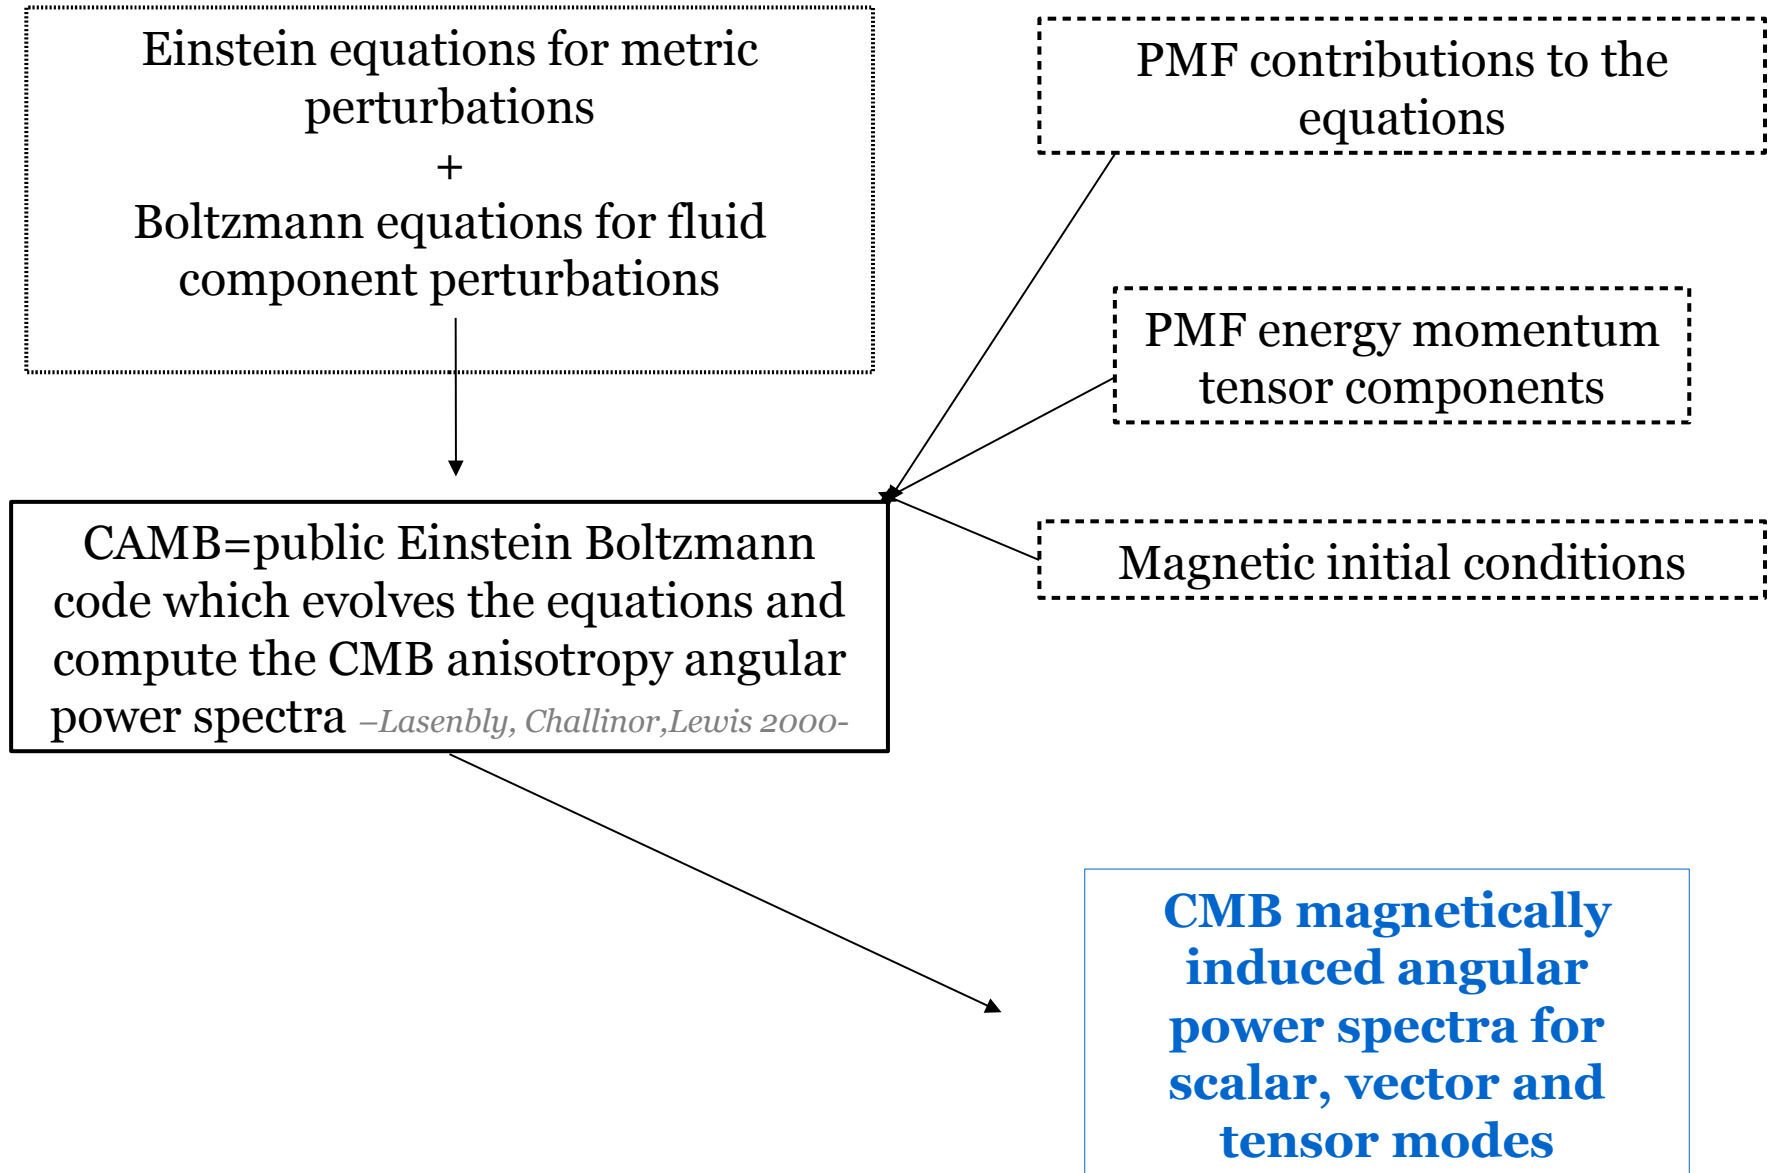 Einstein equations for metric
perturbations
+
Boltzmann equations for fluid
component perturbations
PMF contributions to the
equations
PMF energy momentum
tensor components
Magnetic initial conditions
CAMB=public Einstein Boltzmann
code which evolves the equations and
compute the CMB anisotropy angular
power spectra –Lasenbly, Challinor,Lewis 2000-
CMB magnetically
induced angular
power spectra for
scalar, vector and
tensor modes